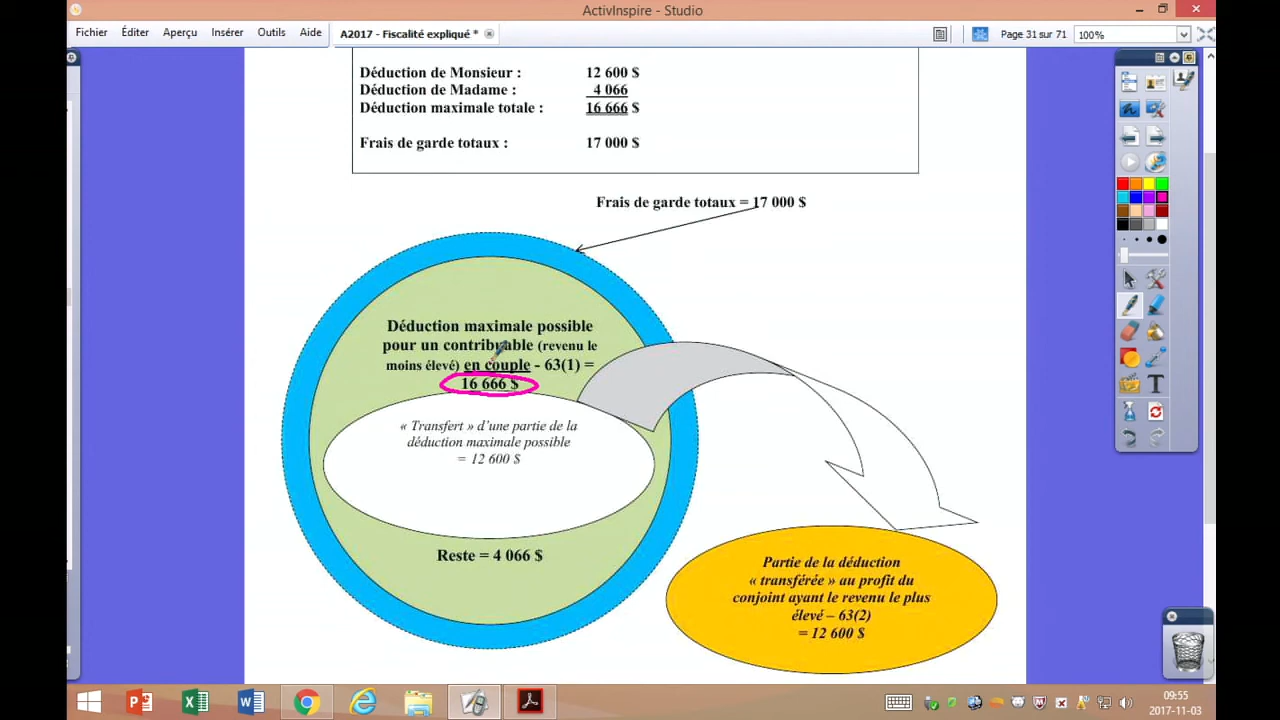 ActivInspire - Studio
Fichier Éditer Aperçu Insérer Outils Aide
A2017 - Fiscalité expliqué *
Page 31 sur 71
100%
Déduction de Monsieur : 12 600 $
Déduction de Madame : 4 066
Déduction maximale totale : 16 666 $
Frais de garde totaux : 17 000 $
Frais de garde totaux = 17 000 $
Déduction maximale possible
pour un contribuable (revenu le
moins élevé) en couple - 63(1) =
16 666 $
« Transfert » d’une partie de la
déduction maximale possible
= 12 600 $
Reste = 4 066 $
Partie de la déduction
« transférée » au profit du
conjoint ayant le revenu le plus
élevé – 63(2)
= 12 600 $
09:55
2017-11-03